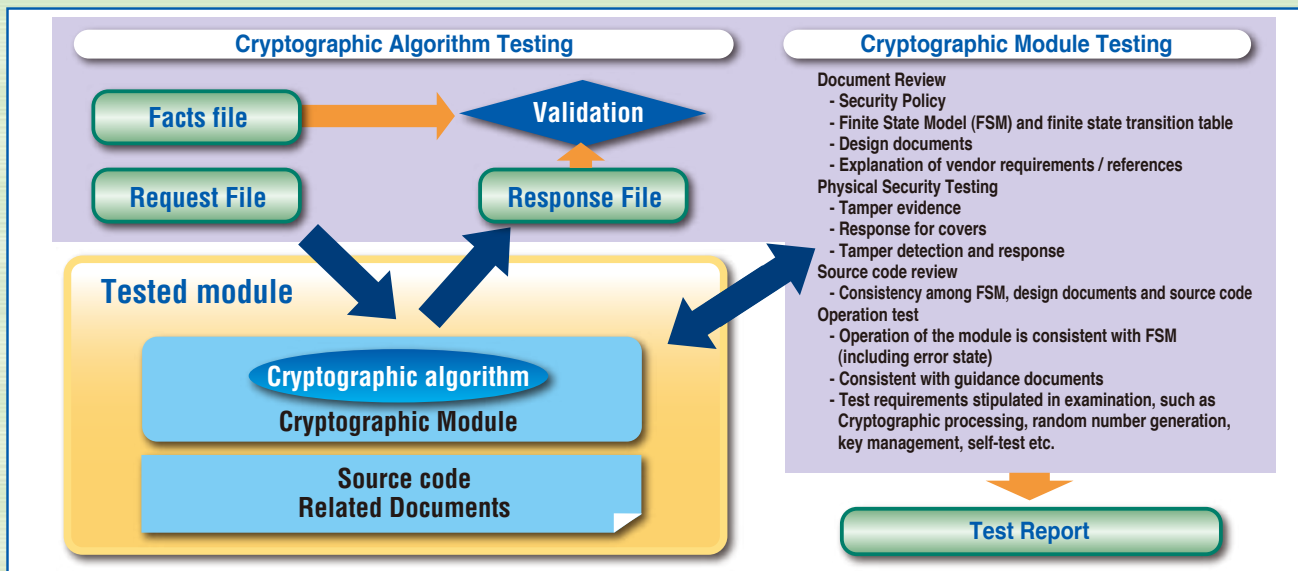 Cryptographic Algorithm Testing
Facts file
Validation
Request File
Response File
Tested module
Cryptographic algorithm
Cryptographic Module
Source code
Related Documents
Cryptographic Module Testing
Document Review
- Security Policy
- Finite State Model (FSM) and finite state transition table
- Design documents
- Explanation of vendor requirements / references
Physical Security Testing
- Tamper evidence
- Response for covers
- Tamper detection and response
Source code review
- Consistency among FSM, design documents and source code
Operation test
- Operation of the module is consistent with FSM
(including error state)
- Consistent with guidance documents
- Test requirements stipulated in examination, such as
Cryptographic processing, random number generation,
key management, self-test etc.
Test Report